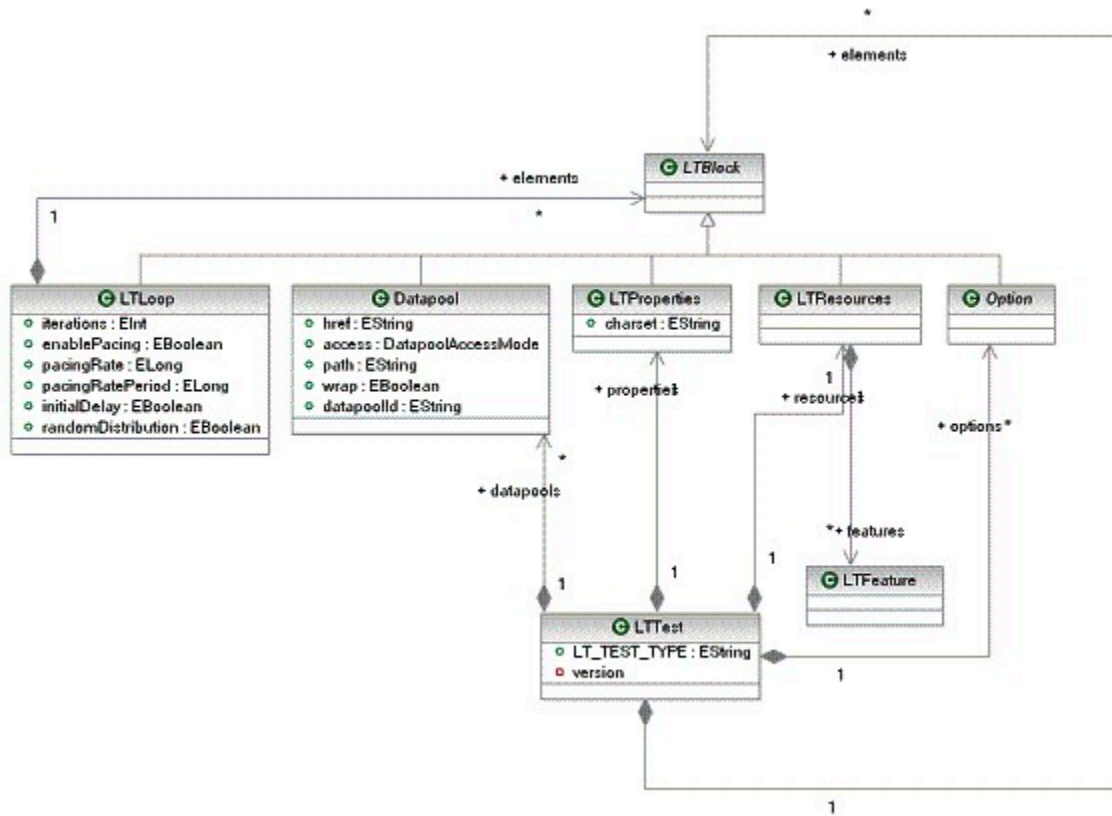 *
+ elements
LTBlock
+ elements
1
*
LTLoop
iterations : EInt
enablePacing : EBoolean
pacingRate : ELong
pacingRatePeriod : ELong
initialDelay : EBoolean
randomDistribution : EBoolean
Datapool
href : EString
access : DatapoolAccessMode
path : EString
wrap : EBoolean
datapoolId : EString
LTProperties
charset : EString
LTResources
Option
+ properties
1
1
+ resources
1
+ options
*
*
+ datapools
*
+ features
LTFeature
1
1
1
LTTest
LT_TEST_TYPE : EString
version
1
1